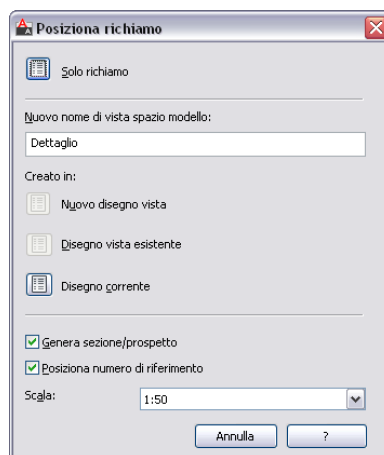 Posiziona richiamo
Solo richiamo
Nuovo nome di vista spazio modello:
Dettaglio
Creato in:
Nuovo disegno vista
Disegno vista esistente
Disegno corrente
Genera sezione/prospetto
Posiziona numero di riferimento
Scala:
1:50
Annulla
?